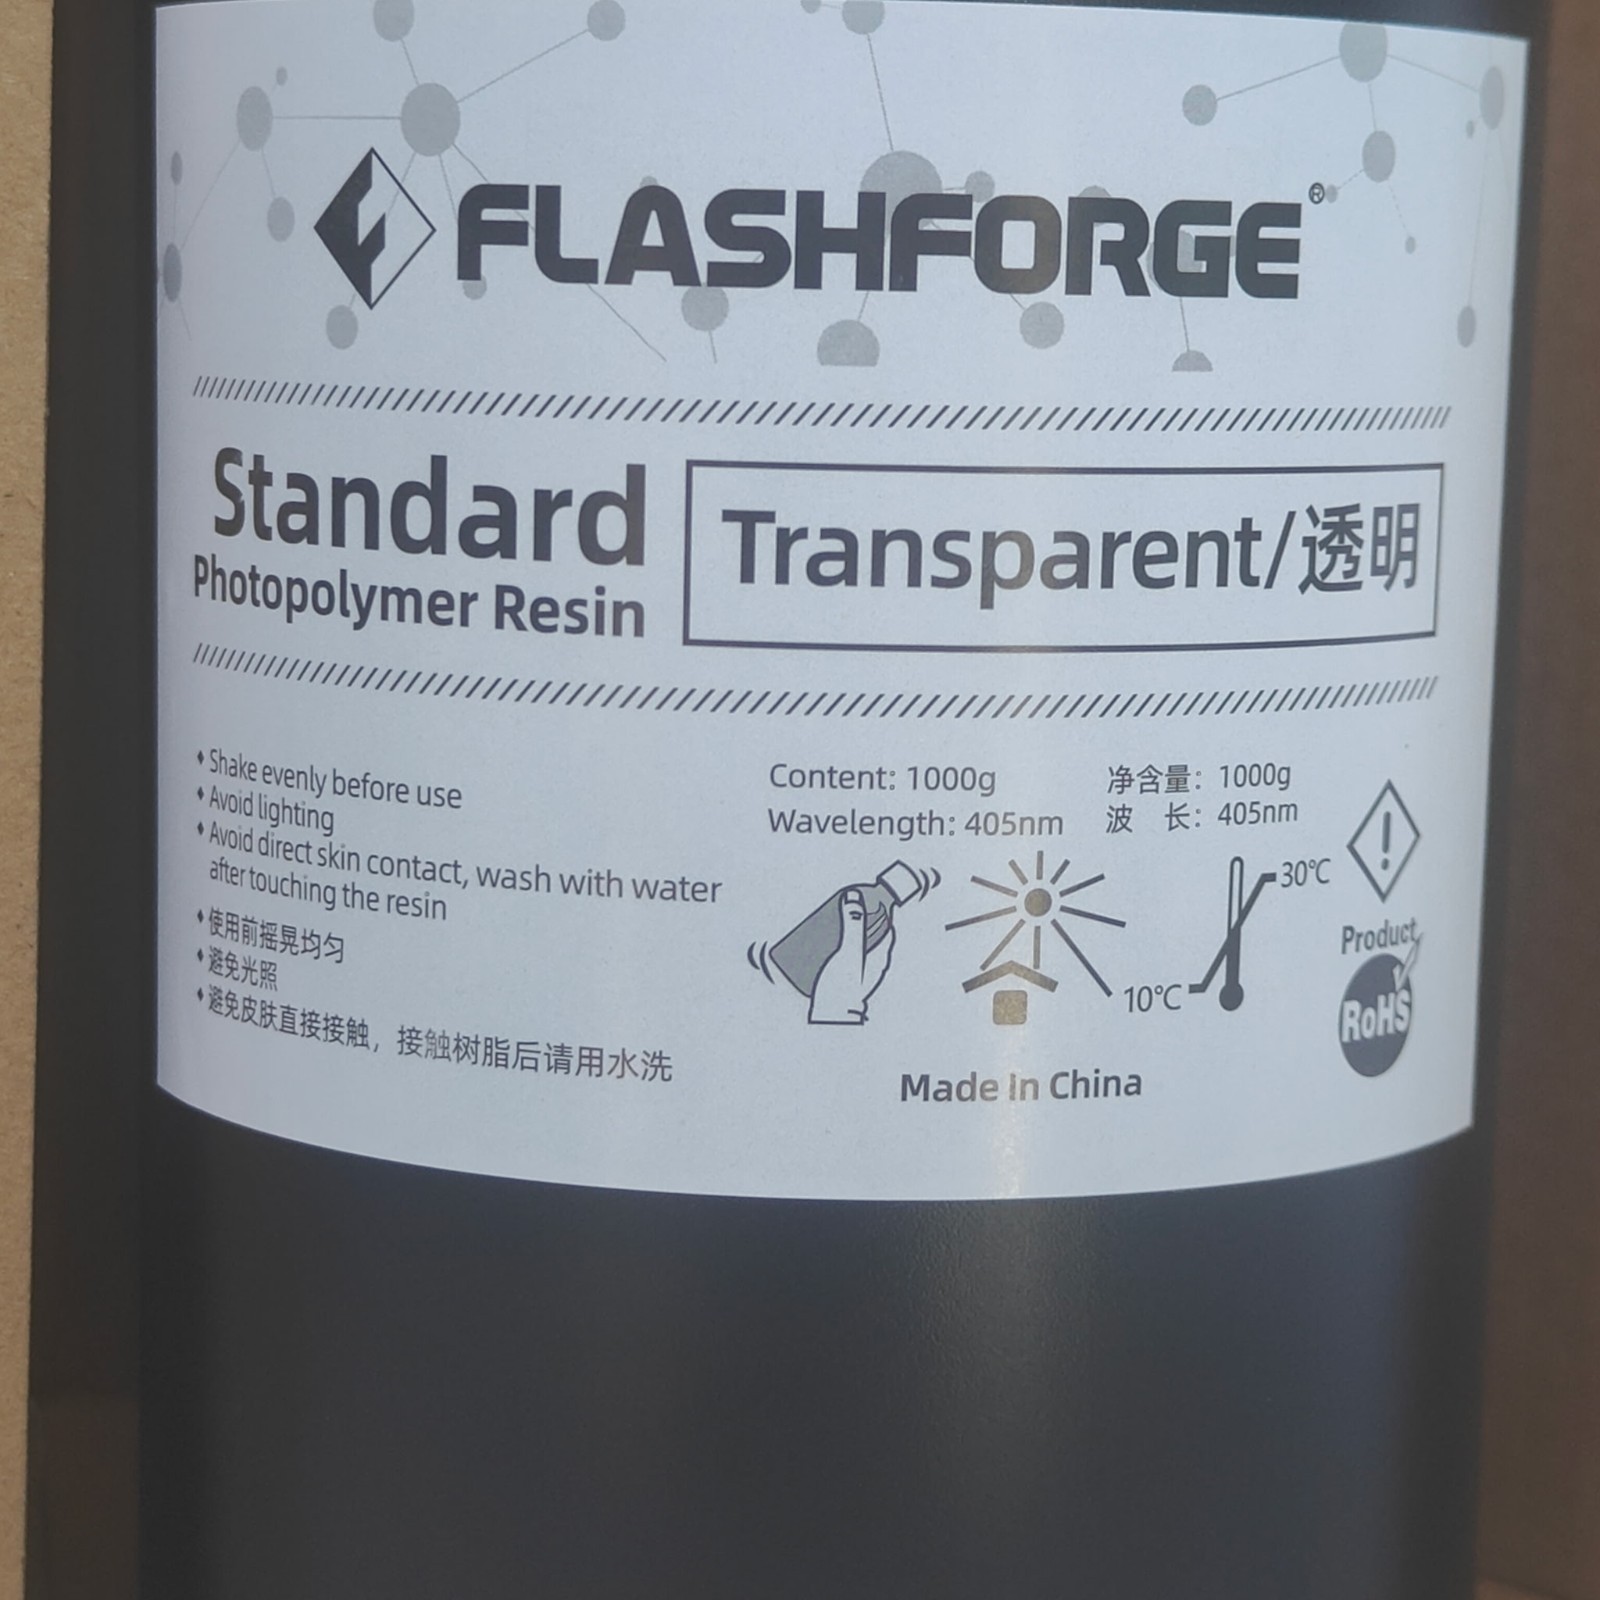 FLASHFORGE®
Standard
Photopolymer Resin
Transparent/透明
Shake evenly before use
Avoid lighting
Avoid direct skin contact, wash with water
after touching the resin
使用前摇晃均匀
避免光照
避免皮肤直接接触，接触树脂后请用水洗
Content: 1000g
Wavelength: 405nm
净含量：1000g
波 长：405nm
30℃
10℃
Product
RoHS
Made In China